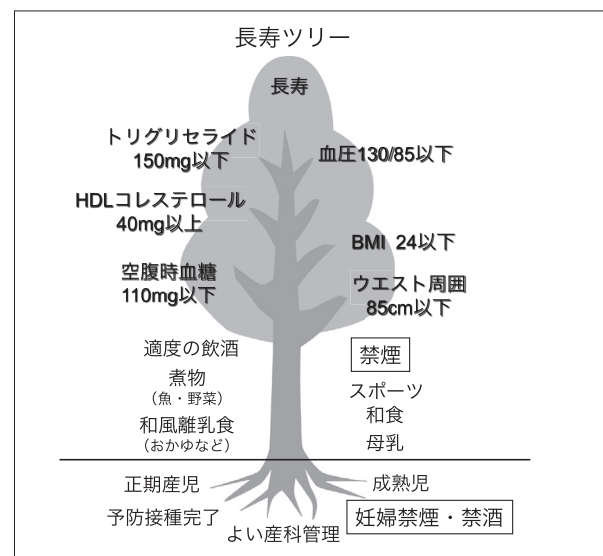 長寿ツリー
長寿
トリグリセライド
150mg以下
血圧130/85以下
HDLコレステロール
40mg以上
BMI 24以下
空腹時血糖
110mg以下
ウエスト周囲
85cm以下
適度の飲酒
禁煙
煮物
（魚・野菜）
スポーツ
和食
和風離乳食
（おかゆなど）
母乳
正期産児
成熟児
予防接種完了
妊婦禁煙・禁酒
よい産科管理